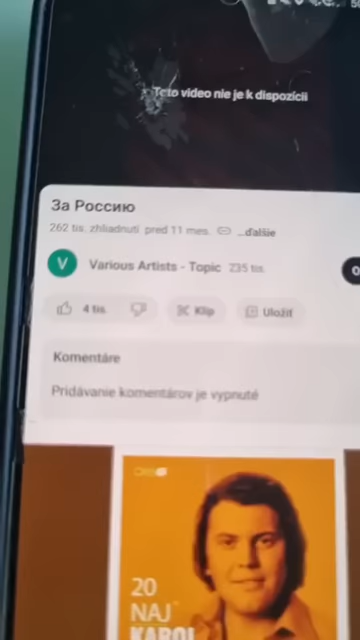 Toto video nie je k dispozícii
За Россию
262 tis. zhliadnutí pred 11 mes. ...ďalšie
V Various Artists - Topic 235 tis.
4 tis. Klip Uložiť
Komentáre
Pridávanie komentárov je vypnuté
20
NAJ
KAROL